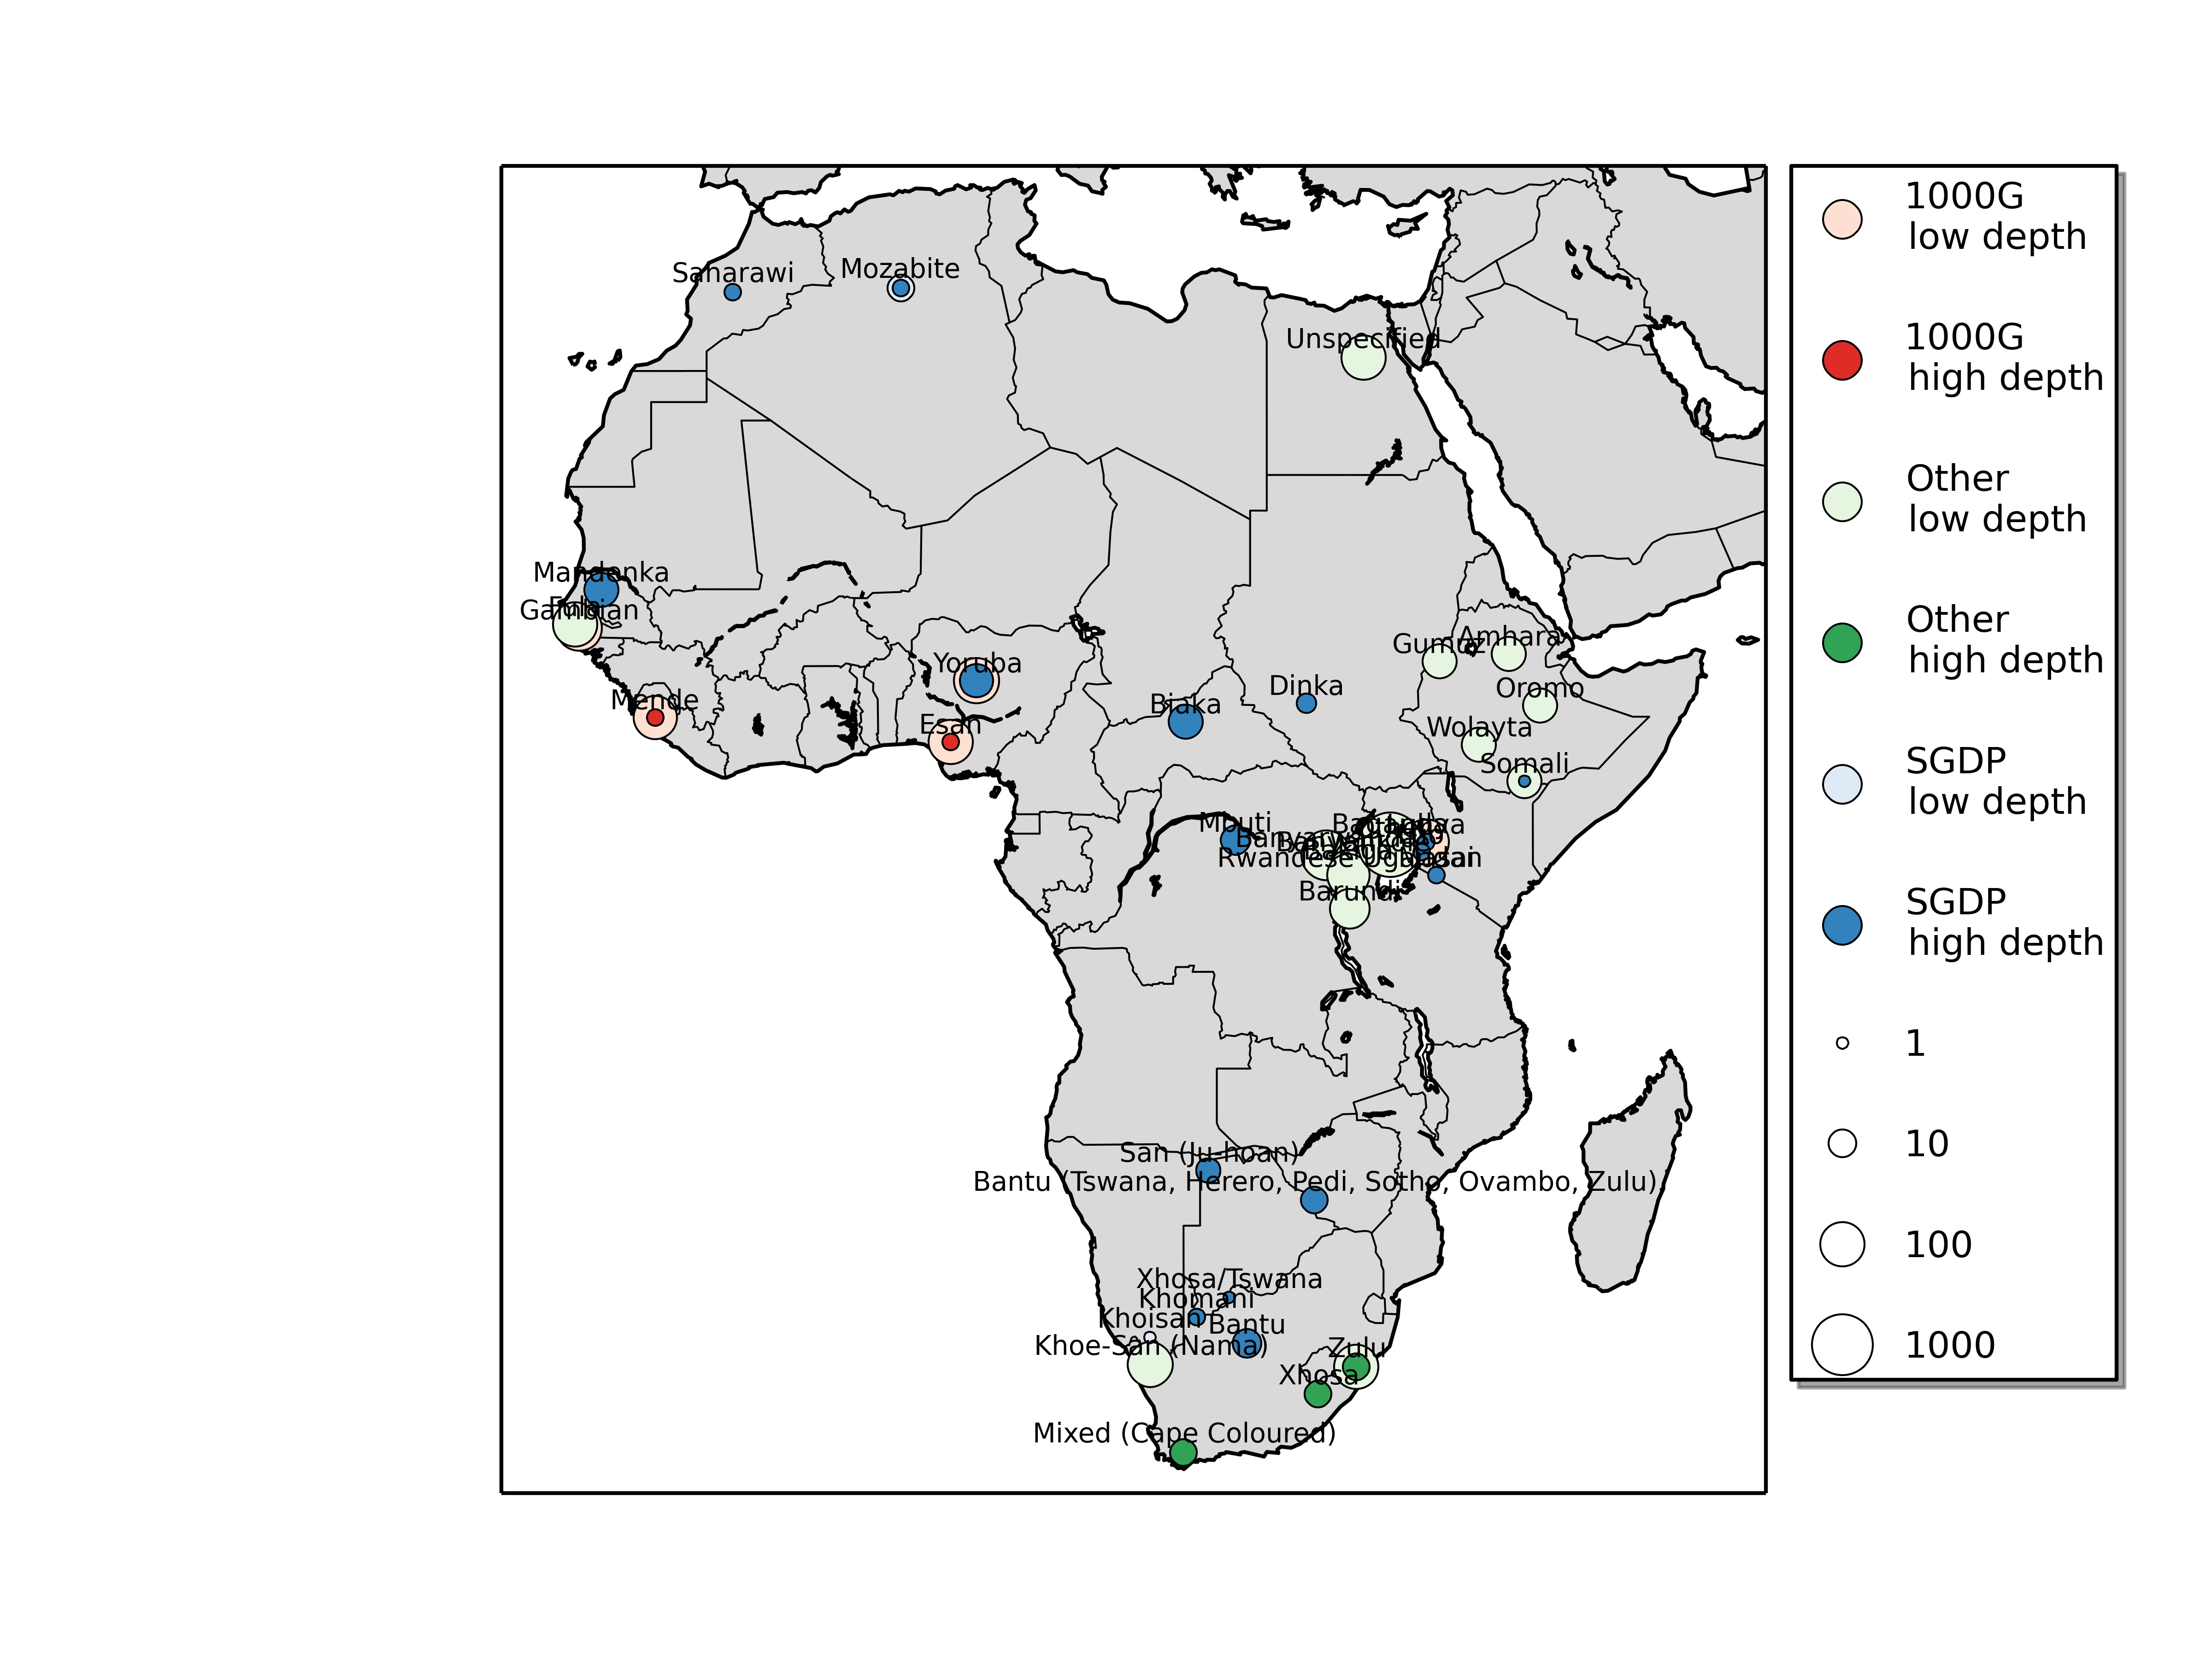 Saharawi
Mozabite
Unspecified
Mandenka
Fula
Gambian
Mende
Yoruba
Esan
Biaka
Dinka
Gumuz
Amhara
Oromo
Wolayta
Somali
Mbuti
Rwandese Ugandan
Barundi
San (Ju-hoan)
Bantu (Tswana, Herero, Pedi, Sotho, Ovambo, Zulu)
Xhosa/Tswana
Khomani
Khoisan
Bantu
Khoe-San (Nama)
Zulu
Xhosa
Mixed (Cape Coloured)
1000G
low depth
1000G
high depth
Other
low depth
Other
high depth
SGDP
low depth
SGDP
high depth
1
10
100
1000